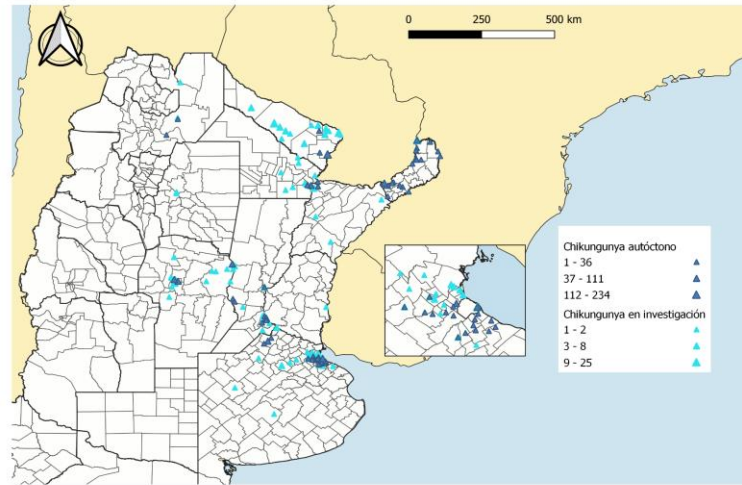 0 250 500 km
Chikungunya autóctono
1 - 36
37 - 111
112 - 234
Chikungunya en investigación
1 - 2
3 - 8
9 - 25